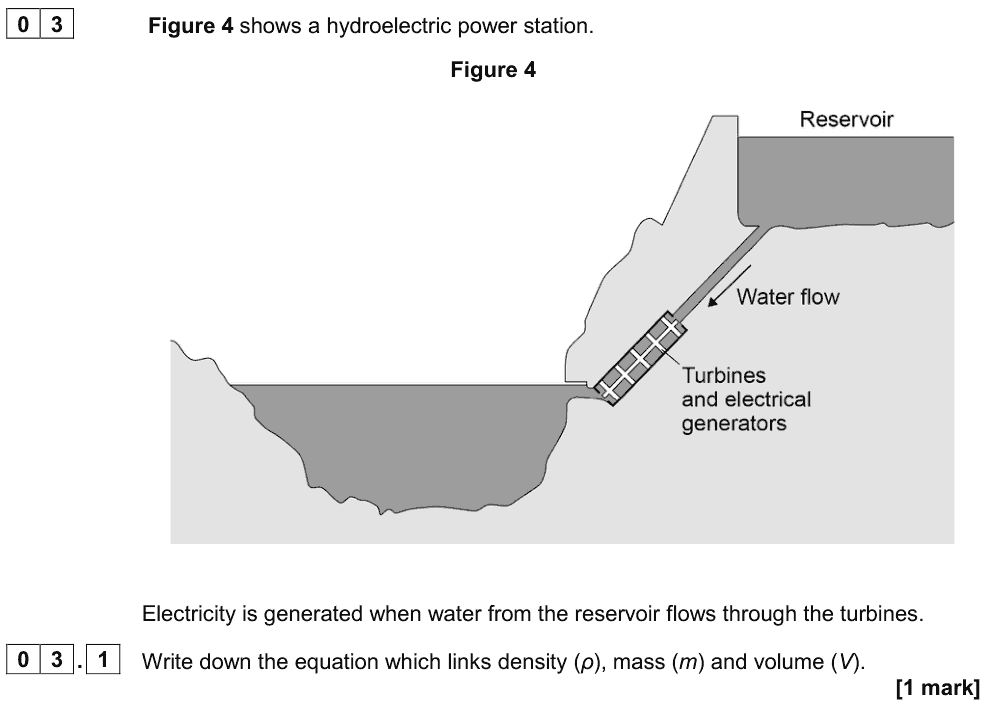 0 3 Figure 4 shows a hydroelectric power station.
Figure 4
Reservoir
Water flow
Turbines
and electrical
generators
Electricity is generated when water from the reservoir flows through the turbines.
0 3 . 1 Write down the equation which links density (ρ), mass (m) and volume (V).
[1 mark]